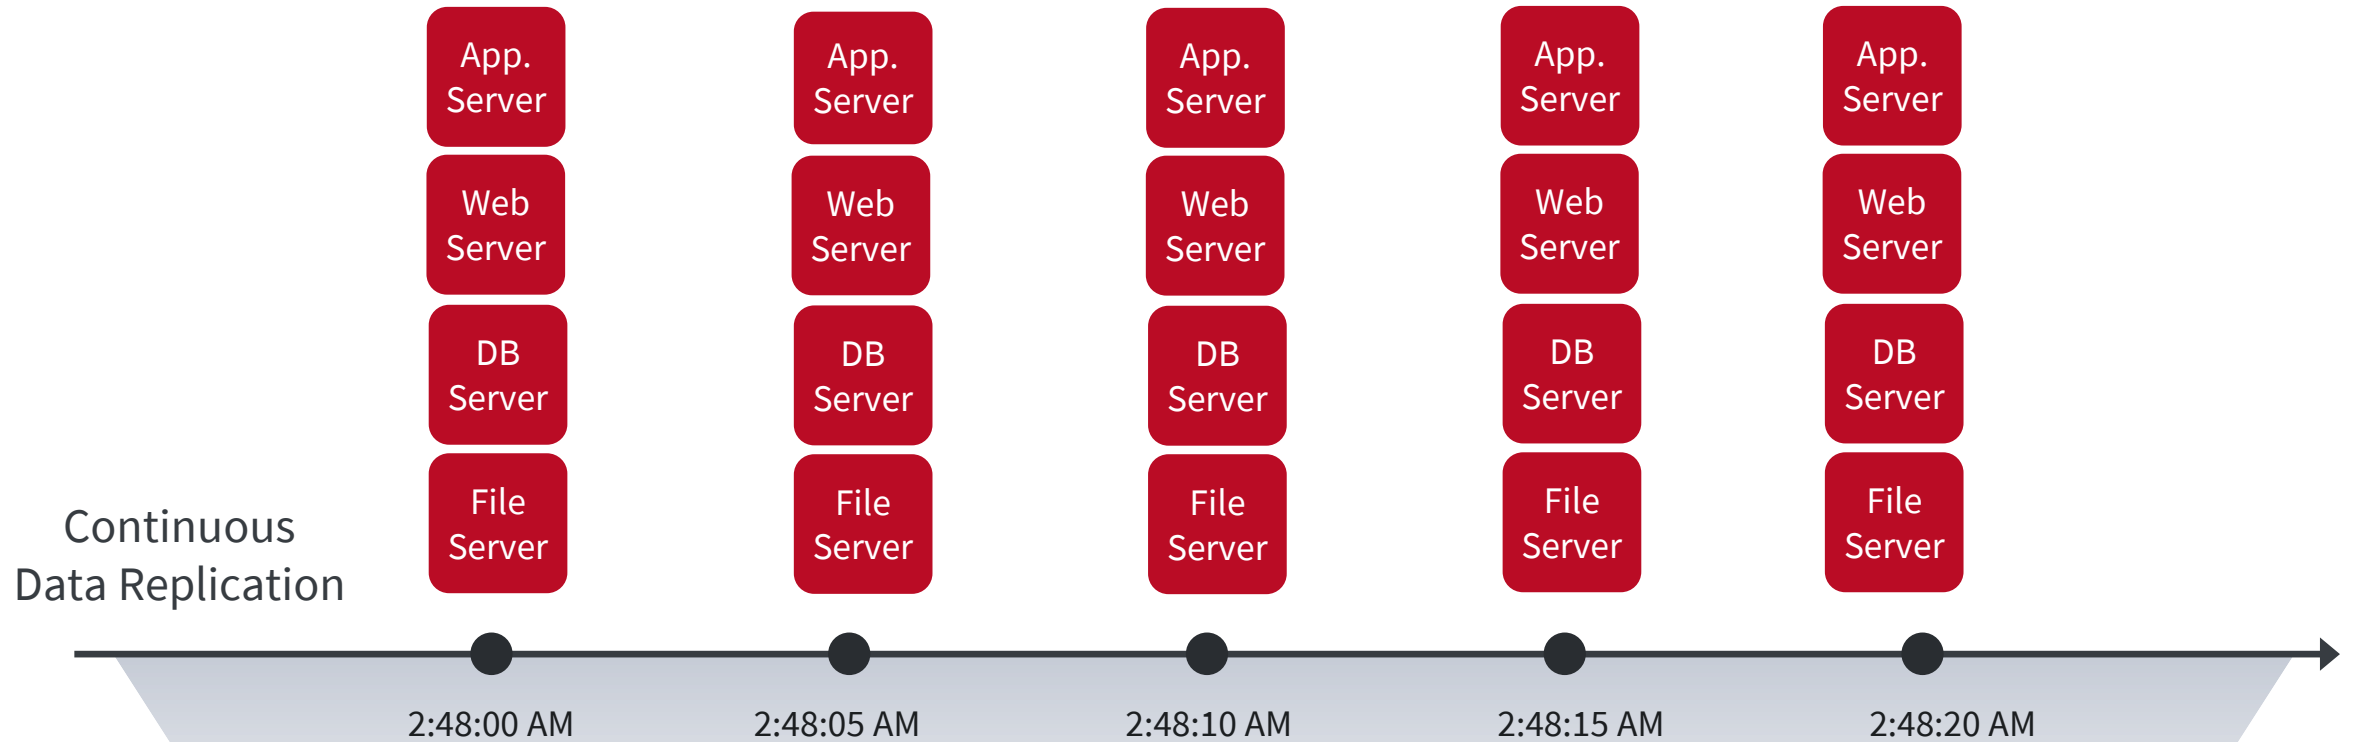 App.
Server
App.
Server
App.
Server
App.
Server
App.
Server
Web
Server
Web
Server
Web
Server
Web
Server
Web
Server
DB
Server
DB
Server
DB
Server
DB
Server
DB
Server
File
Server
File
Server
File
Server
File
Server
File
Server
Continuous
Data Replication
2:48:00 AM
2:48:05 AM
2:48:10 AM
2:48:15 AM
2:48:20 AM